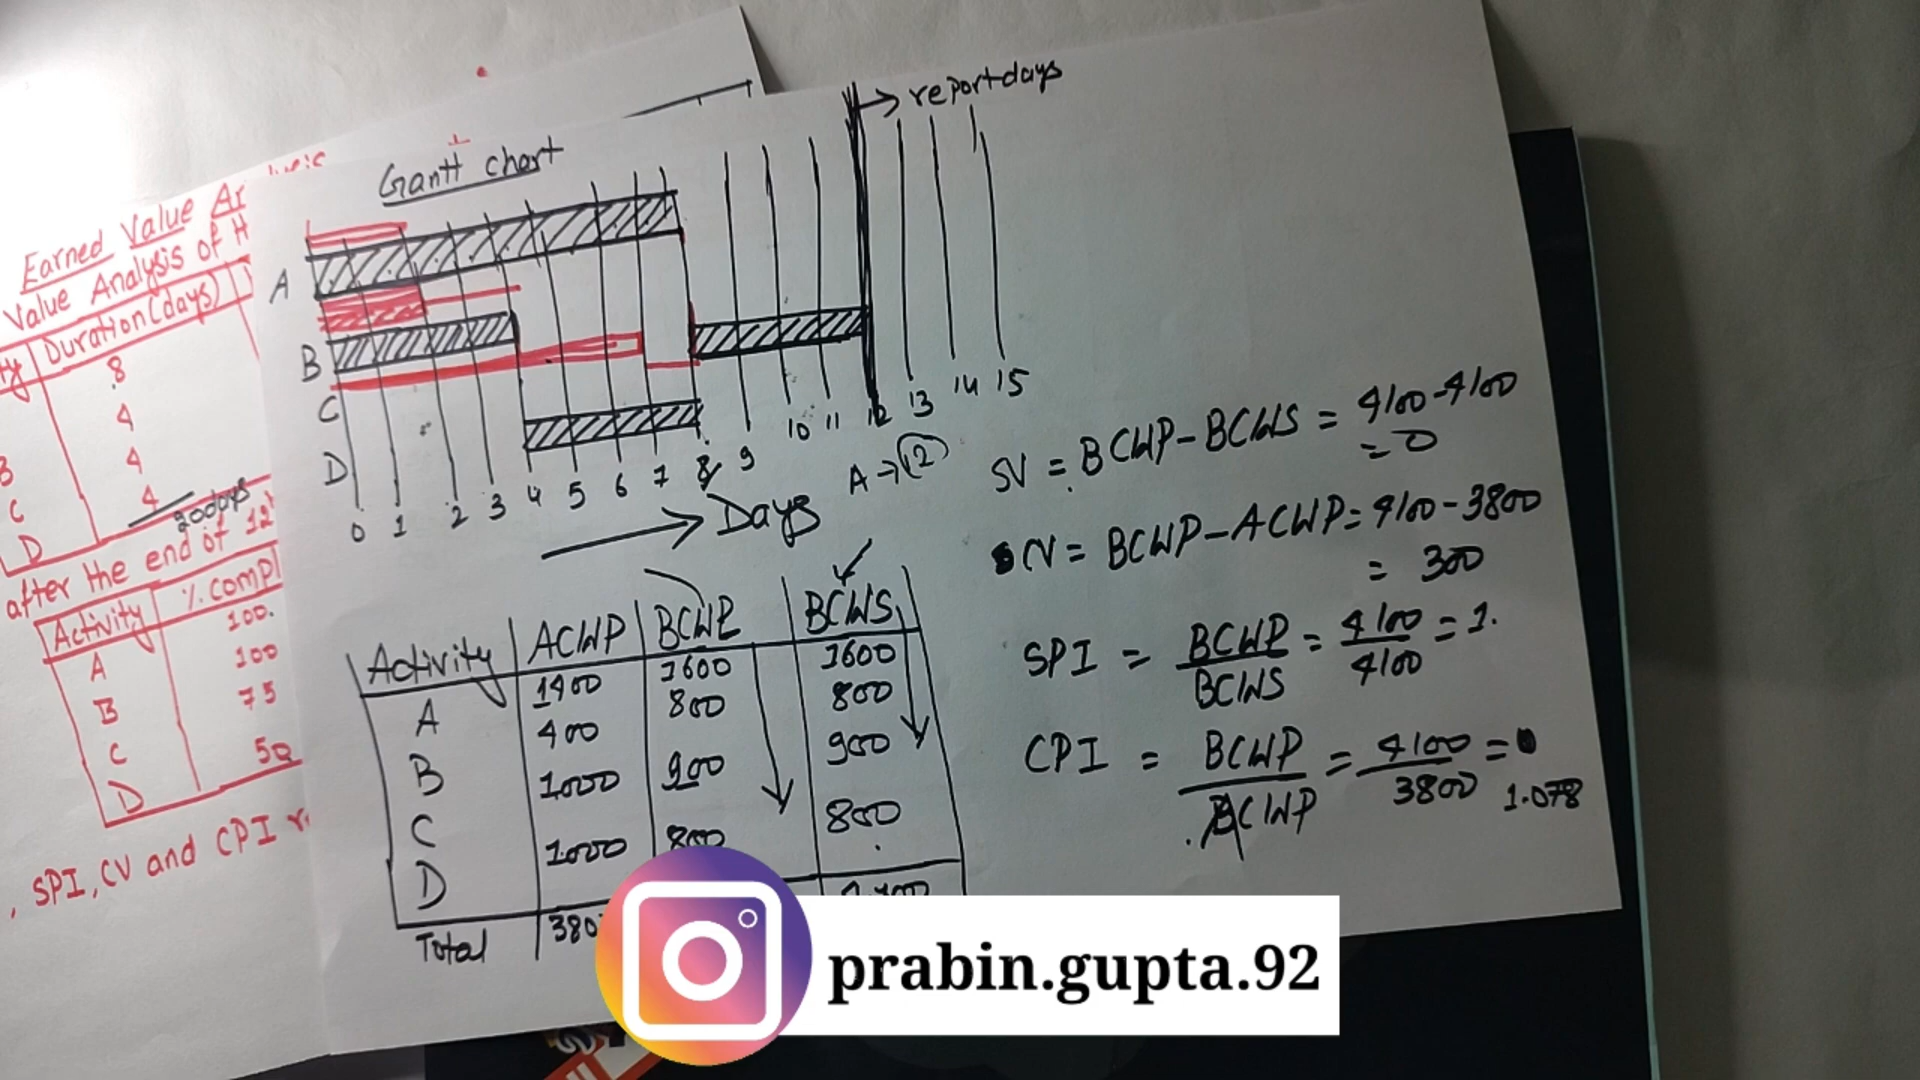 Earned Value
Value Analysis of H
Duration(days)
8
4
B
4
C
4
D
20days
after the end of 12
Activity
% Compl
A
100.
B
100
C
75
D
50
, SPI, CV and CPI
Gantt chart
→ reportdays
A
B
C
D
0 1 2 3 4 5 6 7 8 9 10 11 12 13 14 15
Days
A → 12
Activity ACWP BCWP BCWS
A 1400 1600 1600
B 400 800 800
C 1000 900 900
D 1000 800 800
Total
SV = BCWP-BCWS = 4100-4100
= 0
CV = BCWP-ACWP = 4100-3800
= 300
SPI = BCWP/BCWS = 4100/4100 = 1.
CPI = BCWP/ACWP = 4100/3800 =
1.078
prabin.gupta.92